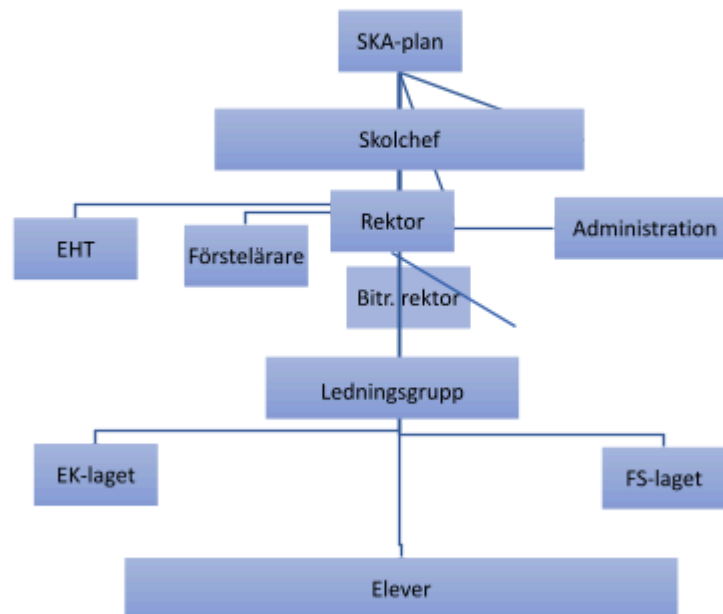 SKA-plan
Skolchef
Rektor
EHT
Förstelärare
Administration
Bitr. rektor
Ledningsgrupp
EK-laget
FS-laget
Elever